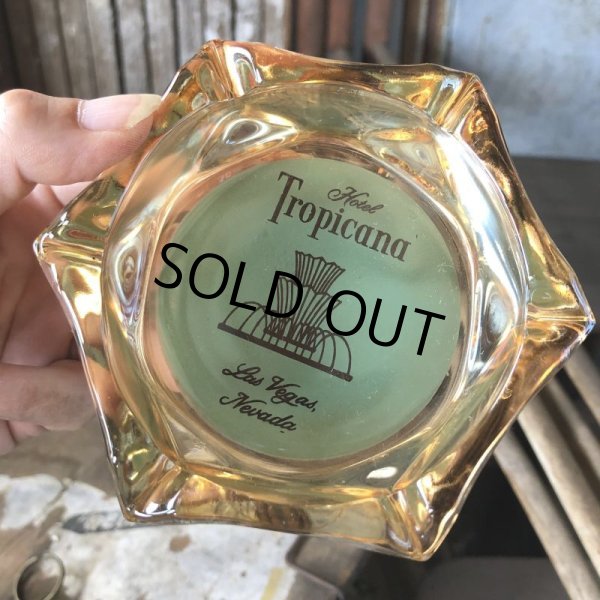 Hotel
Tropicana
SOLD OUT
Las Vegas,
Nevada